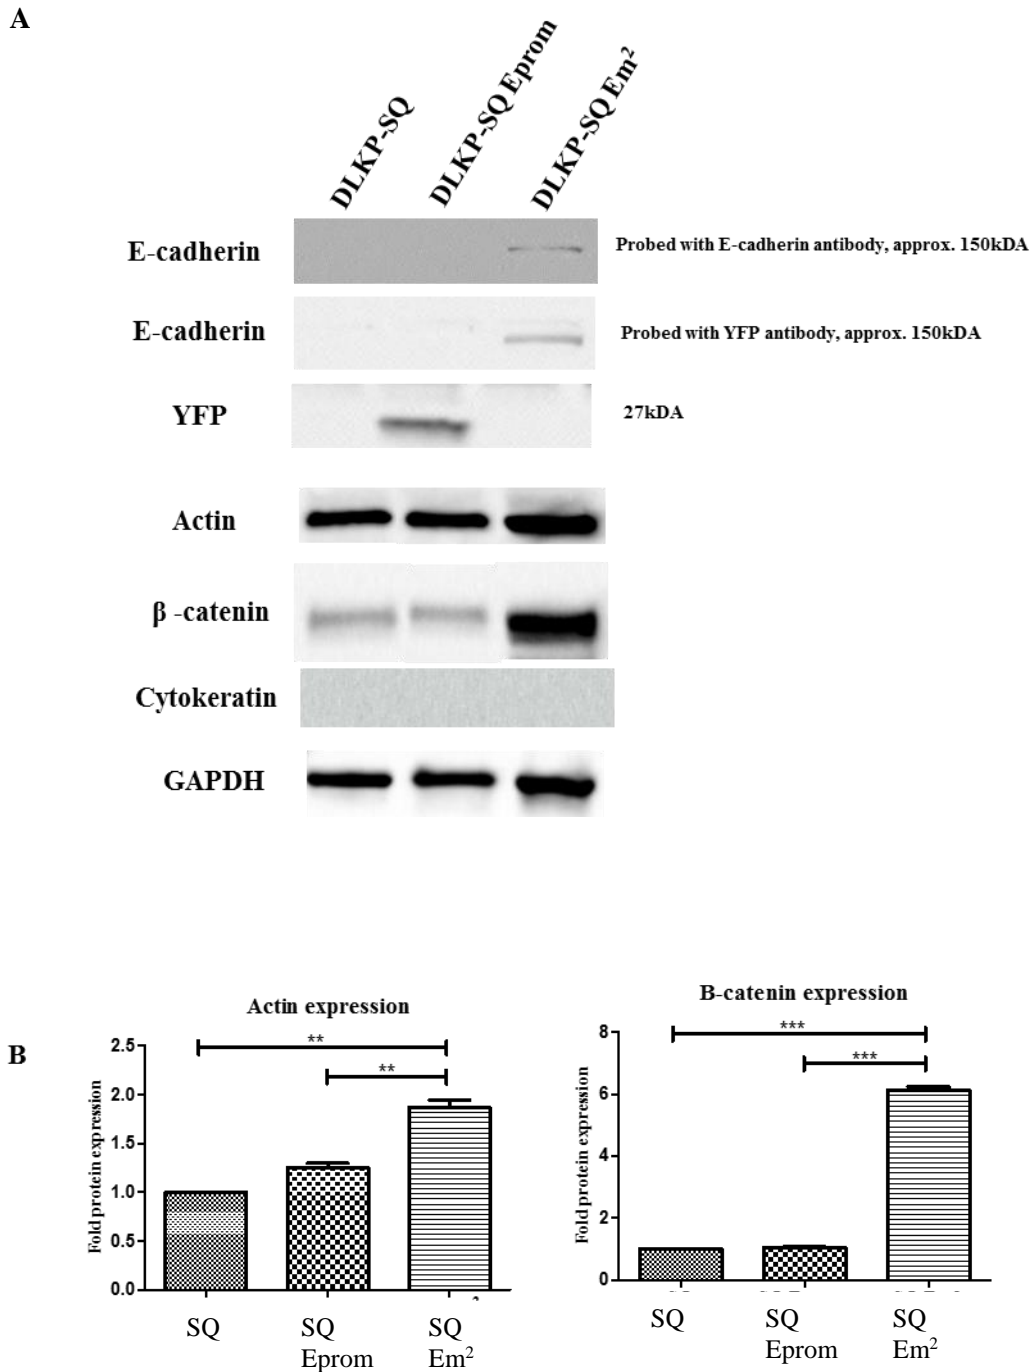 A
DLKP-SQ
DLKP-SQ Eprom
DLKP-SQ Em²
E-cadherin
Probed with E-cadherin antibody, approx. 150kDA
E-cadherin
Probed with YFP antibody, approx. 150kDA
YFP
27kDA
Actin
β -catenin
Cytokeratin
GAPDH
B
Actin expression
Fold protein expression
2.5
2.0
1.5
1.0
0.5
0.0
**
**
SQ
SQ Eprom
SQ Em²
B-catenin expression
Fold protein expression
8
6
4
2
0
***
***
SQ
SQ Eprom
SQ Em²